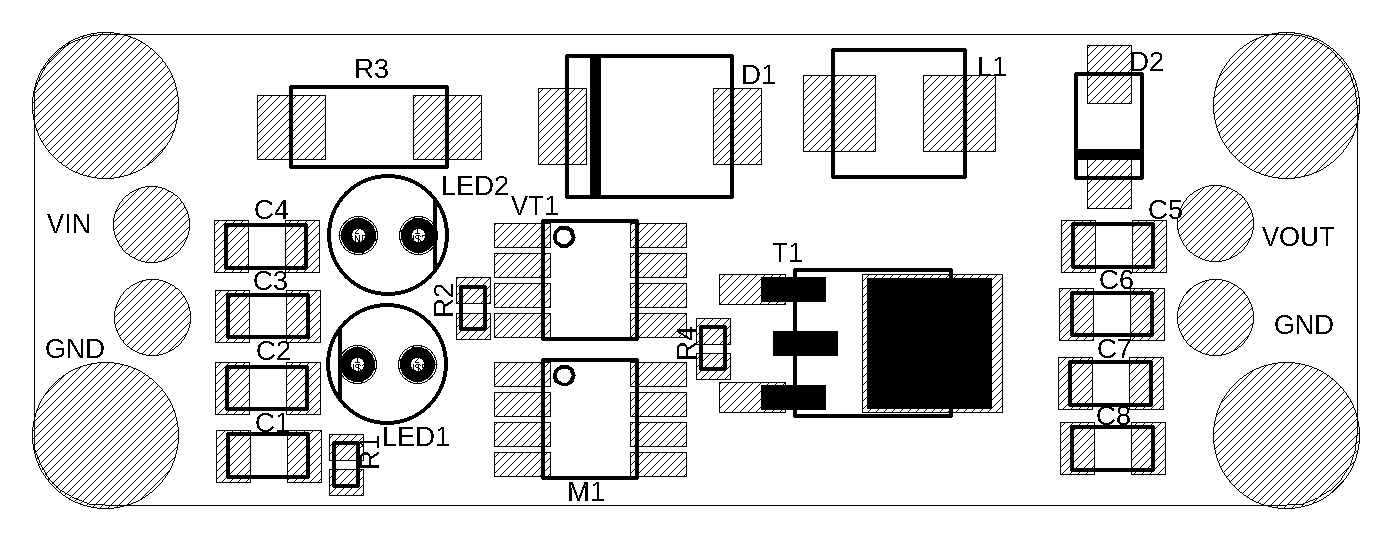 R3
D1
L1
D2
LED2
VT1
C4
C5
VIN
VOUT
T1
C3
C6
R2
GND
GND
R4
C2
C7
C1
C8
LED1
R1
M1